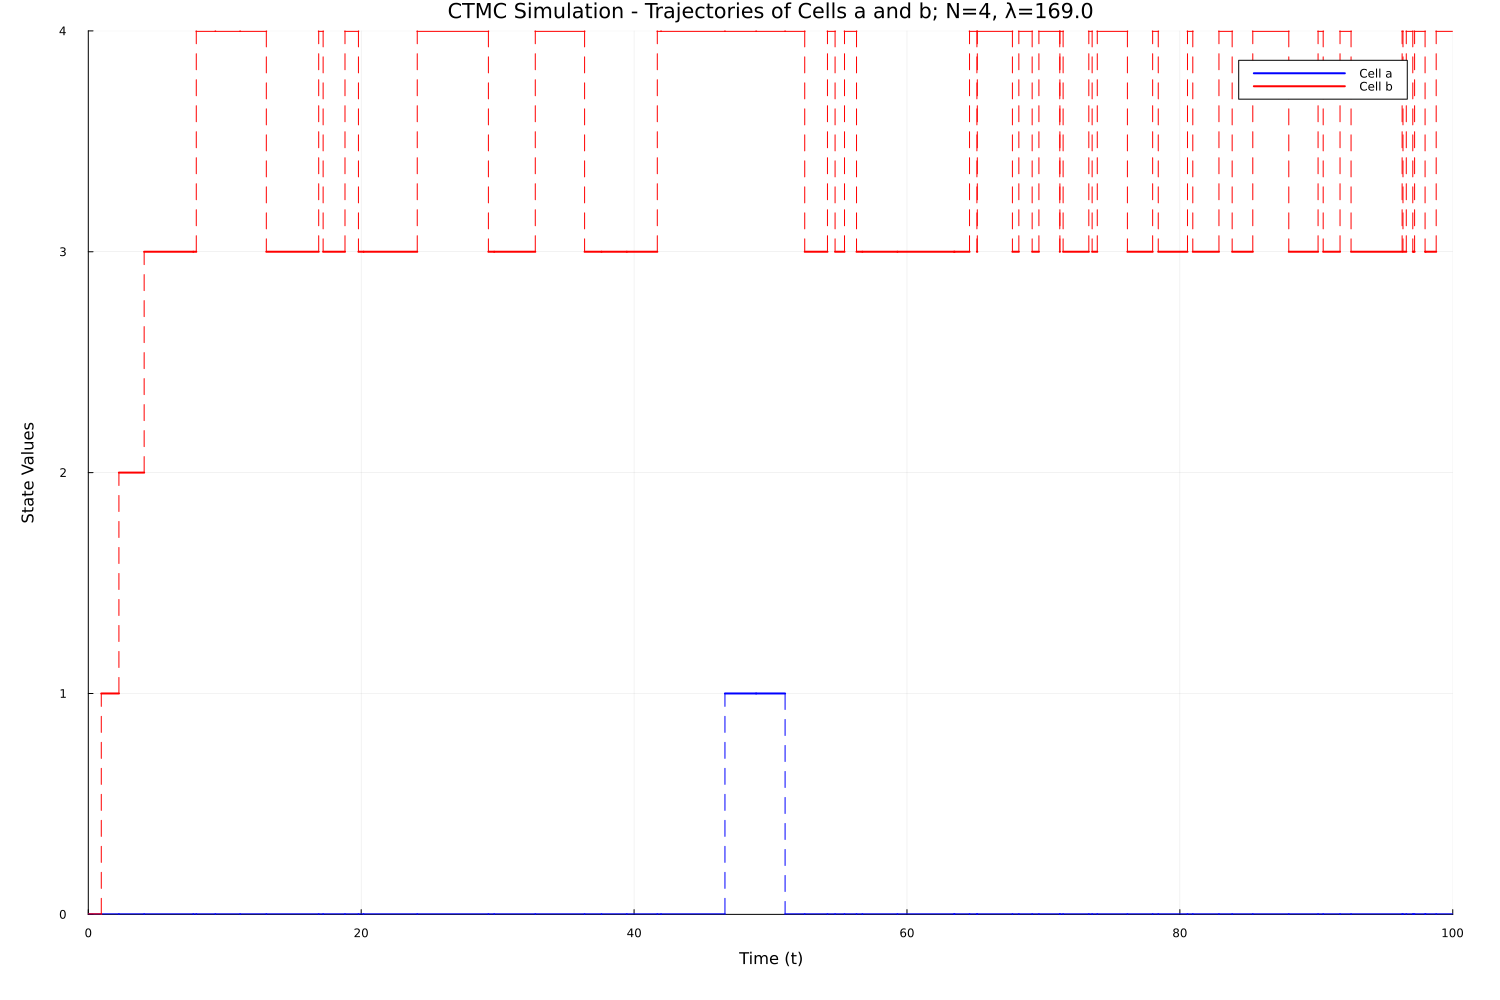 CTMC Simulation - Trajectories of Cells a and b; N=4, λ=169.0
4
Cell a
Cell b
3
State Values
2
1
0
0 20 40 60 80 100
Time (t)